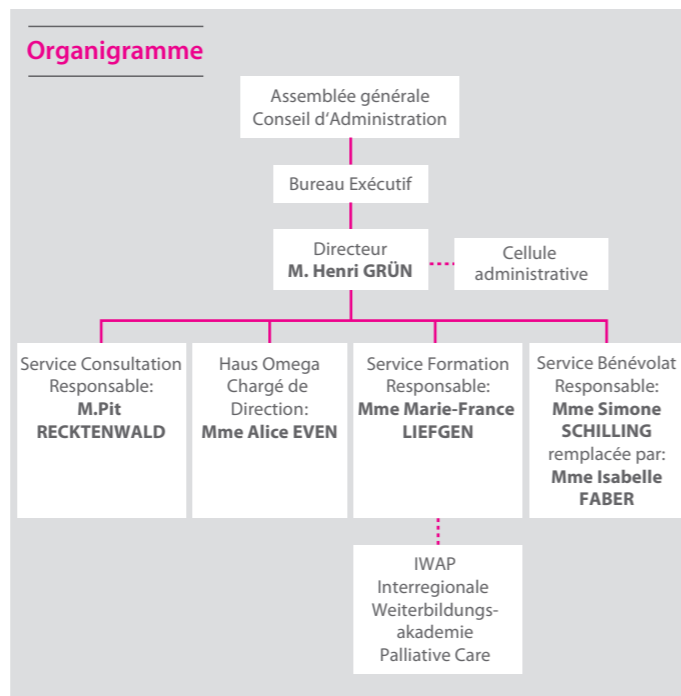 Organigramme
Assemblée générale
Conseil d'Administration
Bureau Exécutif
Directeur
M. Henri GRÜN
Cellule
administrative
Service Consultation
Responsable:
M.Pit
RECKTENWALD
Haus Omega
Chargé de
Direction:
Mme Alice EVEN
Service Formation
Responsable:
Mme Marie-France
LIEFGEN
Service Bénévolat
Responsable:
Mme Simone
SCHILLING
remplacée par:
Mme Isabelle
FABER
IWAP
Interregionale
Weiterbildungs-
akademie
Palliative Care